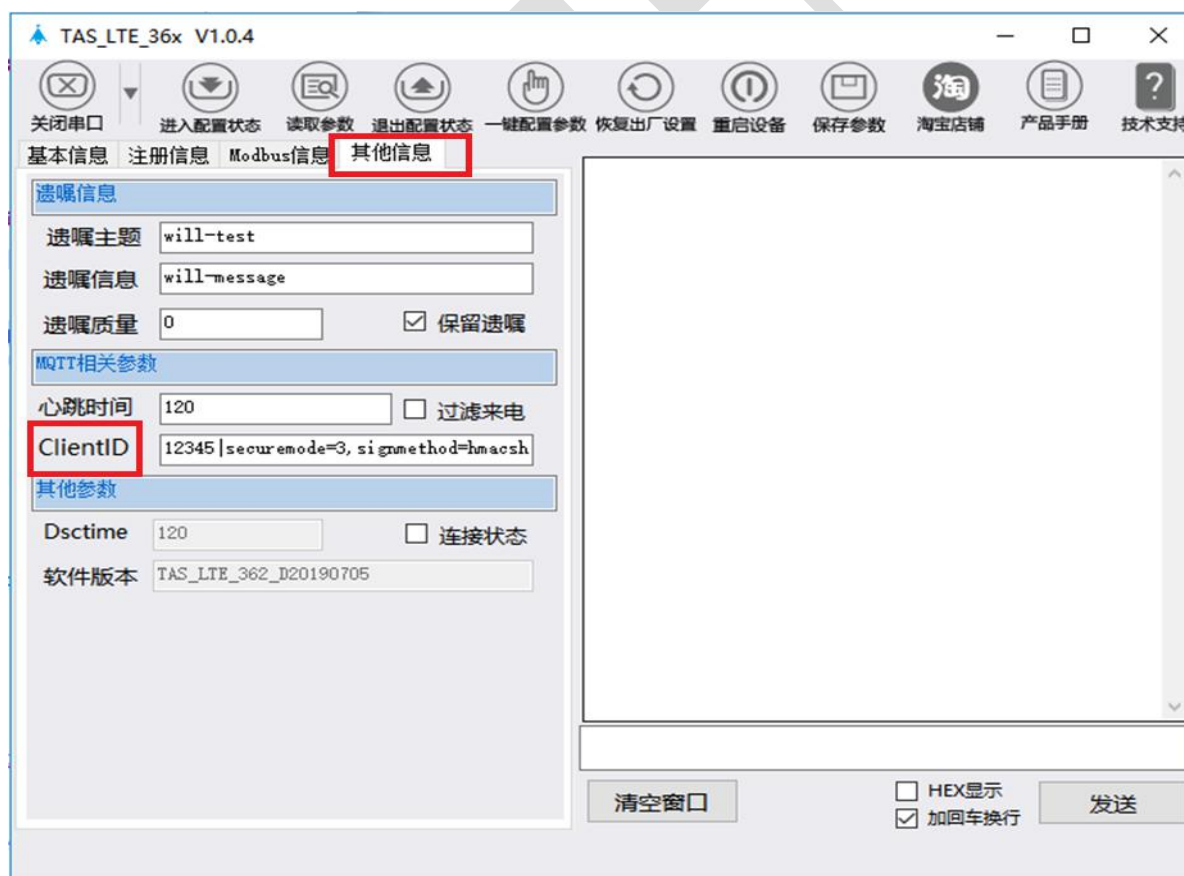 TAS_LTE_36x V1.0.4
关闭串口 进入配置状态 读取参数 退出配置状态 一键配置参数 恢复出厂设置 重启设备 保存参数 淘 淘宝店铺 产品手册 ? 技术支持
基本信息 注册信息 Modbus信息 其他信息
遗嘱信息
遗嘱主题 will-test
遗嘱信息 will-message
遗嘱质量 0 保留遗嘱
MQTT相关参数
心跳时间 120 过滤来电
ClientID 12345|securemode=3,signmethod=hmacsh
其他参数
Dsctime 120 连接状态
软件版本 TAS_LTE_362_D20190705
清空窗口 HEX显示 发送
加回车换行